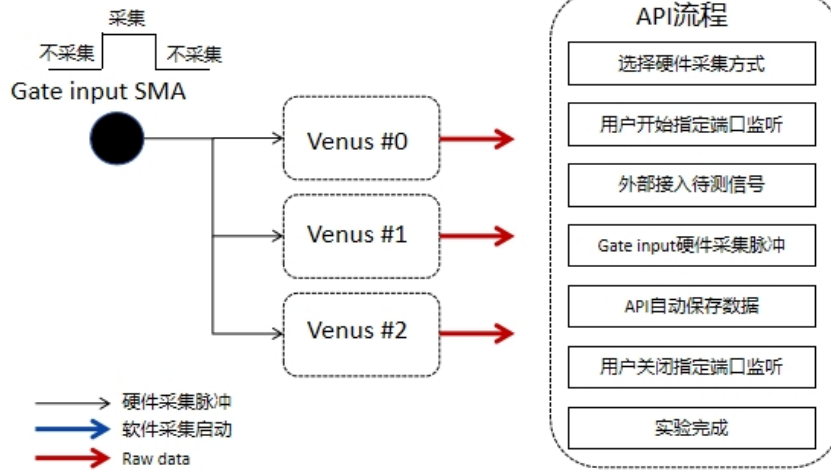 采集
不采集
不采集
Gate input SMA
Venus #0
Venus #1
Venus #2
硬件采集脉冲
软件采集启动
Raw data
API流程
选择硬件采集方式
用户开始指定端口监听
外部接入待测信号
Gate input硬件采集脉冲
API自动保存数据
用户关闭指定端口监听
实验完成